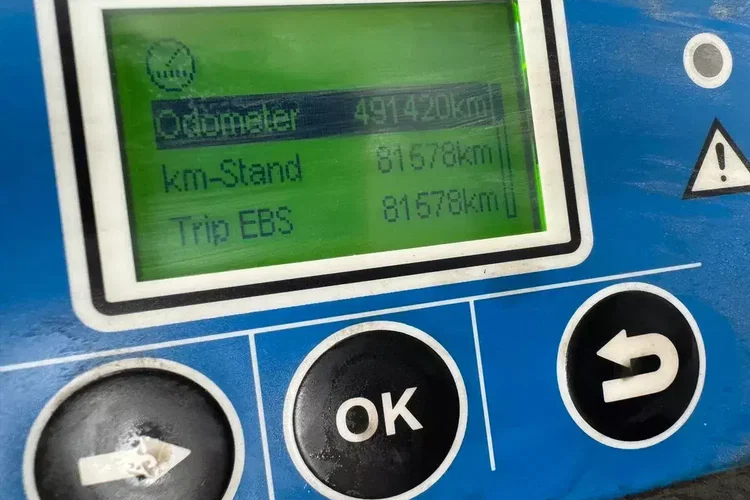 Odometer 491420km
km-Stand 81578km
Trip EBS 81578km
OK